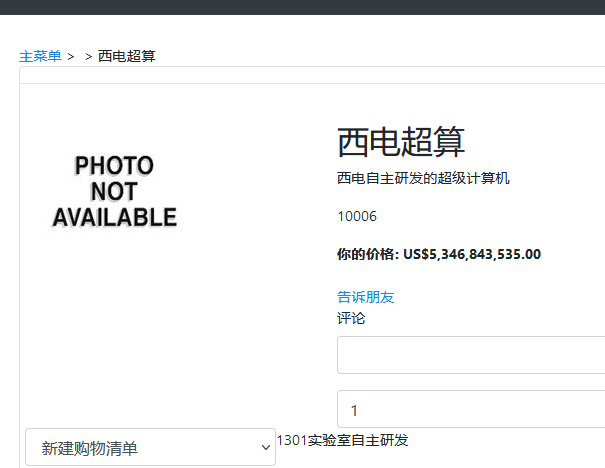 主菜单 > > 西电超算
PHOTO
NOT
AVAILABLE
西电超算
西电自主研发的超级计算机
10006
你的价格: US$5,346,843,535.00
告诉朋友
评论
1
新建购物清单
1301实验室自主研发